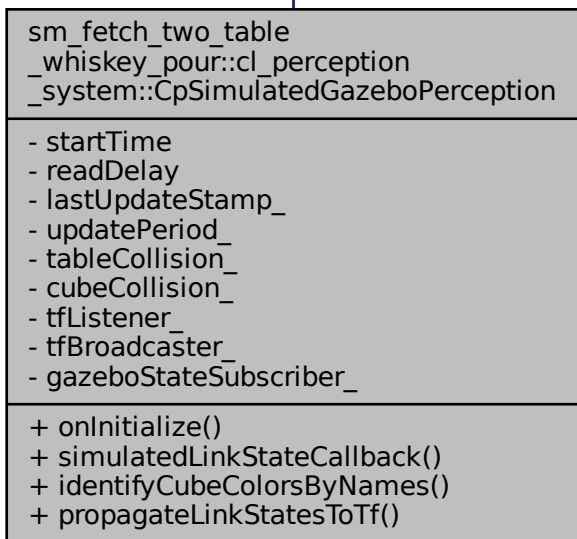 sm_fetch_two_table
_whiskey_pour::cl_perception
_system::CpSimulatedGazeboPerception
- startTime
- readDelay
- lastUpdateStamp_
- updatePeriod_
- tableCollision_
- cubeCollision_
- tfListener_
- tfBroadcaster_
- gazeboStateSubscriber_
+ onInitialize()
+ simulatedLinkStateCallback()
+ identifyCubeColorsByNames()
+ propagateLinkStatesToTf()